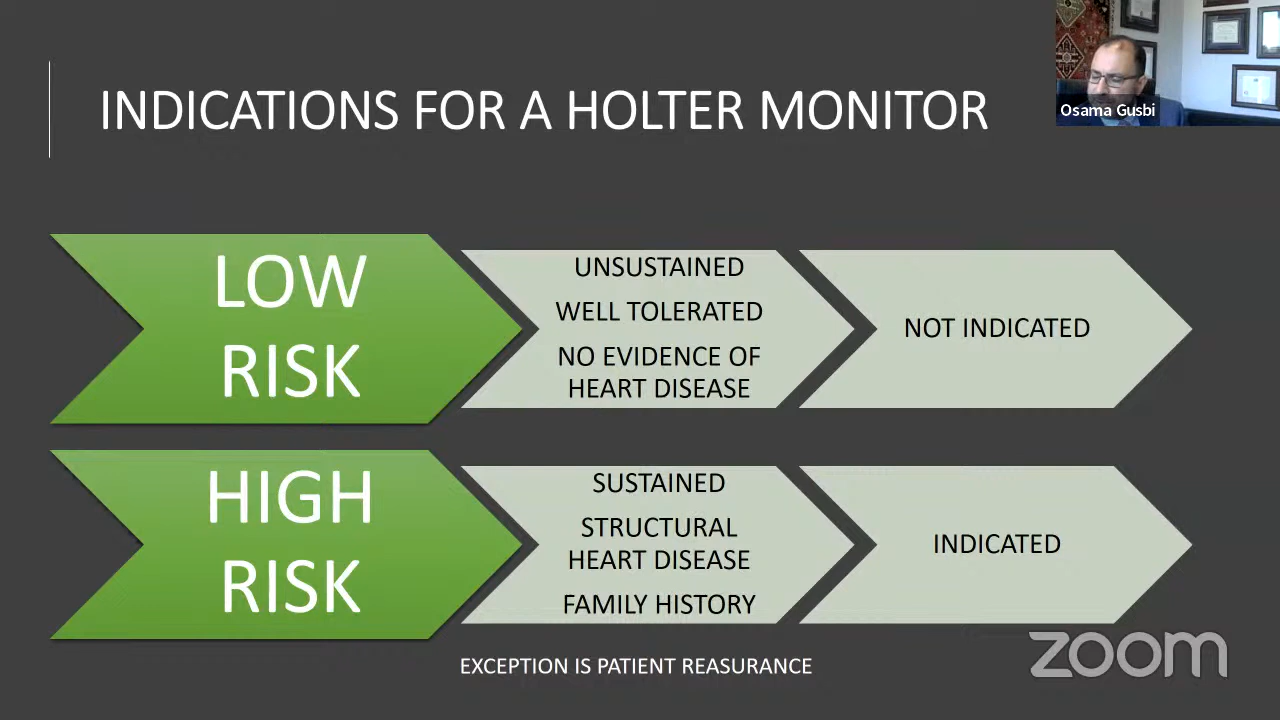 INDICATIONS FOR A HOLTER MONITOR
Osama Gusbi
LOW
RISK
UNSUSTAINED
WELL TOLERATED
NO EVIDENCE OF
HEART DISEASE
NOT INDICATED
HIGH
RISK
SUSTAINED
STRUCTURAL
HEART DISEASE
FAMILY HISTORY
INDICATED
EXCEPTION IS PATIENT REASURANCE
zoom